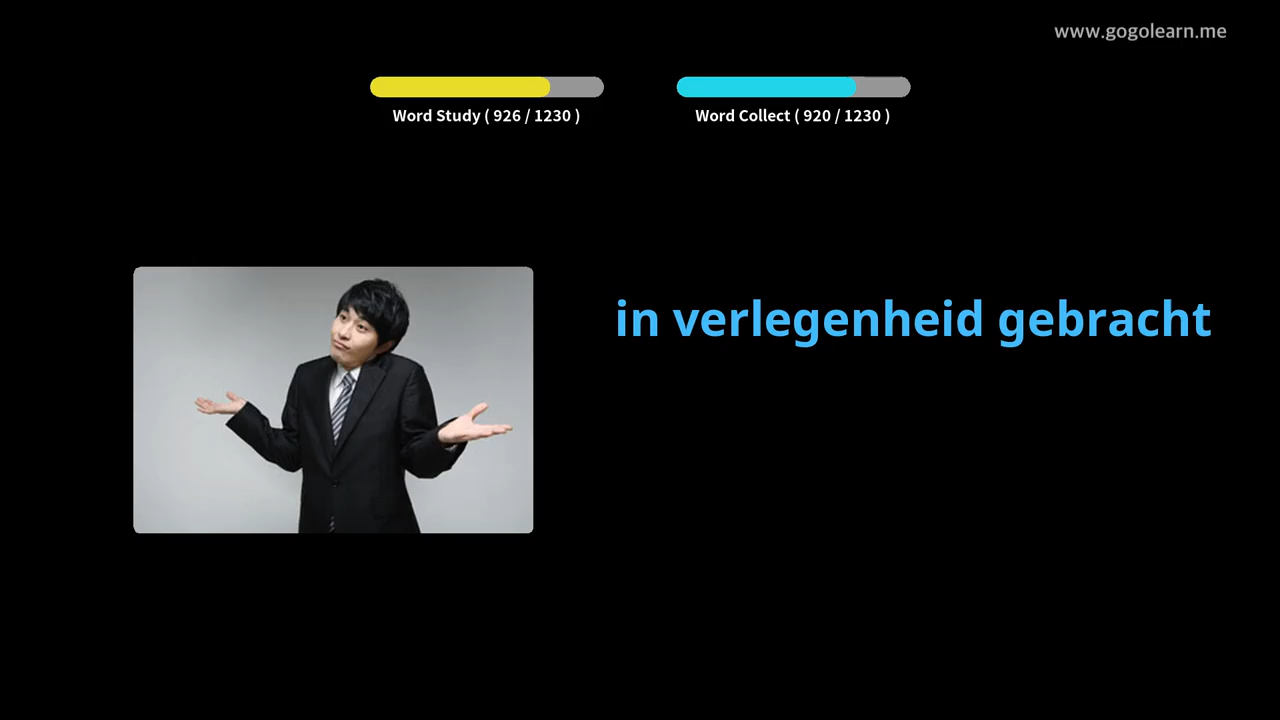 www.gogolearn.me
Word Study ( 926 / 1230 )
Word Collect ( 920 / 1230 )
in verlegenheid gebracht